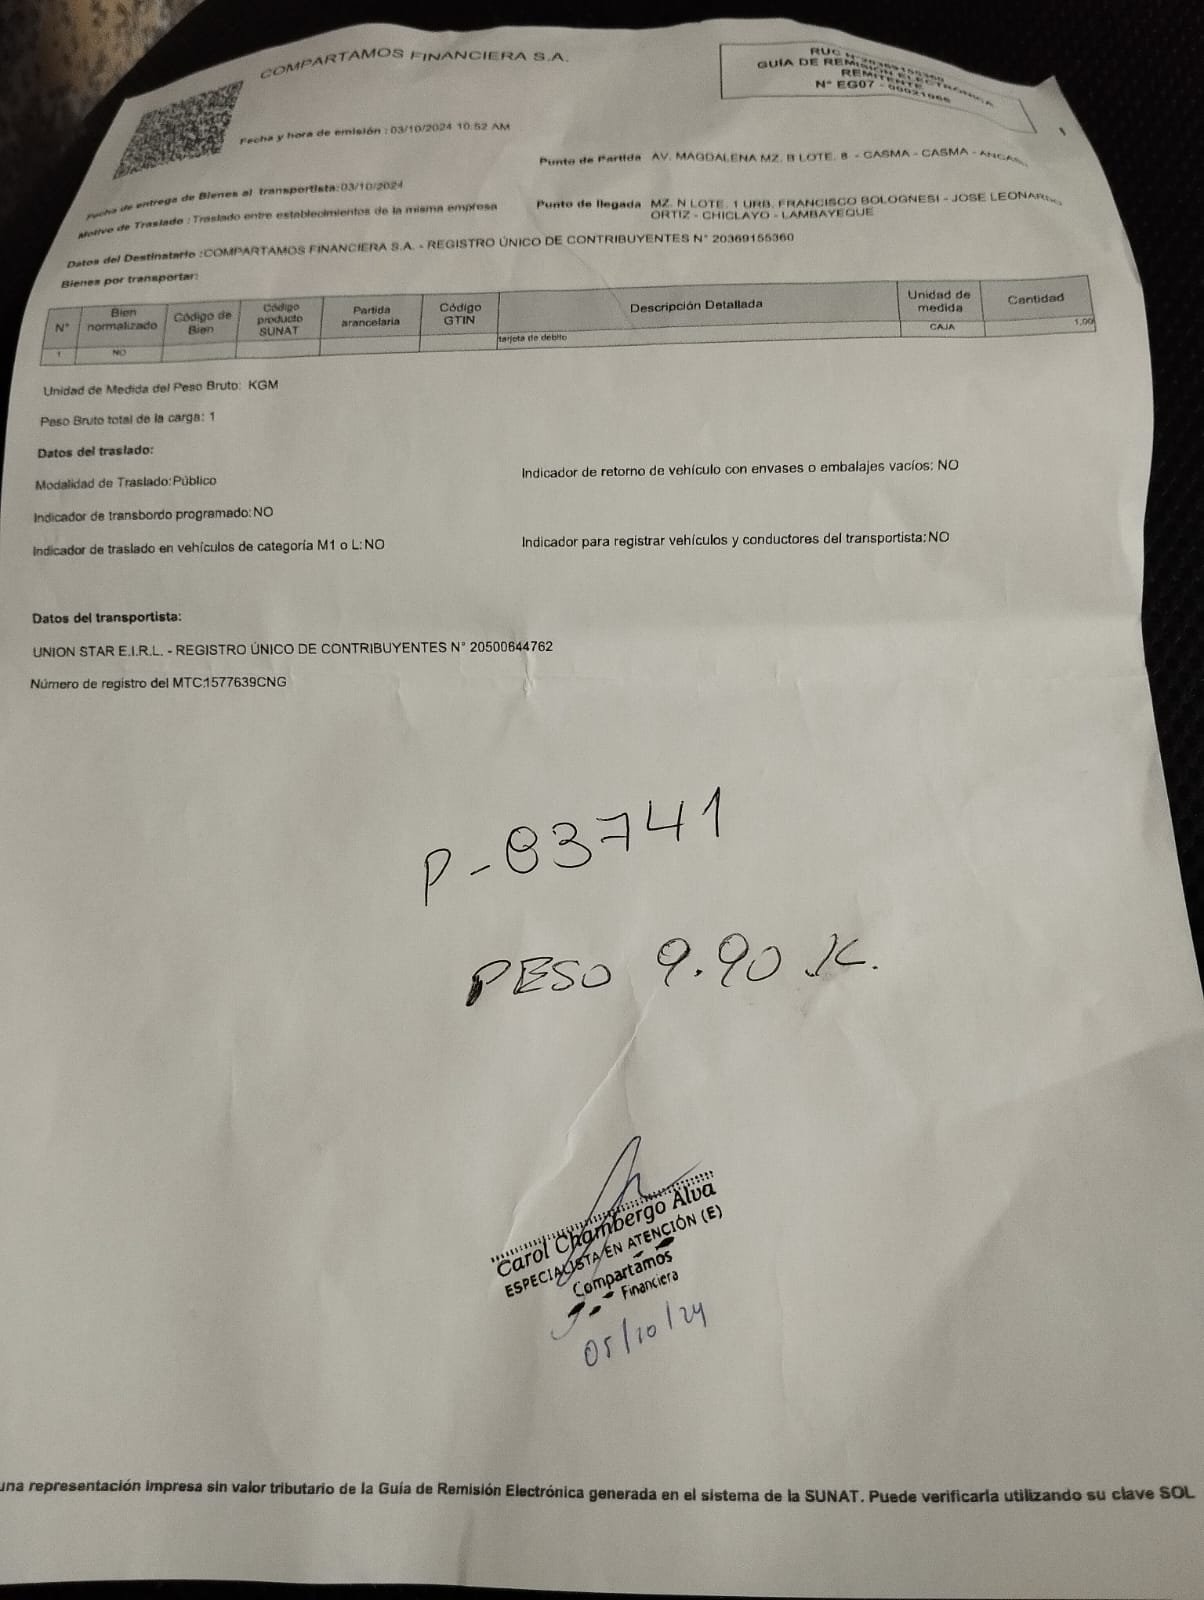 COMPARTAMOS FINANCIERA S.A.
RUC N° 20369155360
GUÍA DE REMISIÓN ELECTRÓNICA
REMITENTE
N° EG07 - 00021066
Fecha y hora de emisión : 03/10/2024 10:52 AM
Punto de Partida AV. MAGDALENA MZ. B LOTE. 8 - CASMA - CASMA - ANCASH
Fecha de entrega de Bienes al transportista:03/10/2024
Motivo de Traslado : Traslado entre establecimientos de la misma empresa
Punto de llegada MZ. N LOTE. 1 URB. FRANCISCO BOLOGNESI - JOSE LEONARDO
ORTIZ - CHICLAYO - LAMBAYEQUE
Datos del Destinatario :COMPARTAMOS FINANCIERA S.A. - REGISTRO ÚNICO DE CONTRIBUYENTES N° 20369155360
Bienes por transportar:
N° Bien normalizado Código de Bien Código producto SUNAT Partida arancelaria Código GTIN Descripción Detallada Unidad de medida Cantidad
1 NO tarjeta de debito CAJA 1.00
Unidad de Medida del Peso Bruto: KGM
Peso Bruto total de la carga: 1
Datos del traslado:
Modalidad de Traslado:Público
Indicador de retorno de vehículo con envases o embalajes vacíos: NO
Indicador de transbordo programado:NO
Indicador de traslado en vehículos de categoría M1 o L:NO
Indicador para registrar vehículos y conductores del transportista:NO
Datos del transportista:
UNION STAR E.I.R.L. - REGISTRO ÚNICO DE CONTRIBUYENTES N° 20500644762
Número de registro del MTC:1577639CNG
P-83741
PESO 9.90 K.
Carol Chambergo Alva
ESPECIALISTA EN ATENCIÓN (E)
Compartamos
Financiera
05/10/24
una representación impresa sin valor tributario de la Guía de Remisión Electrónica generada en el sistema de la SUNAT. Puede verificarla utilizando su clave SOL